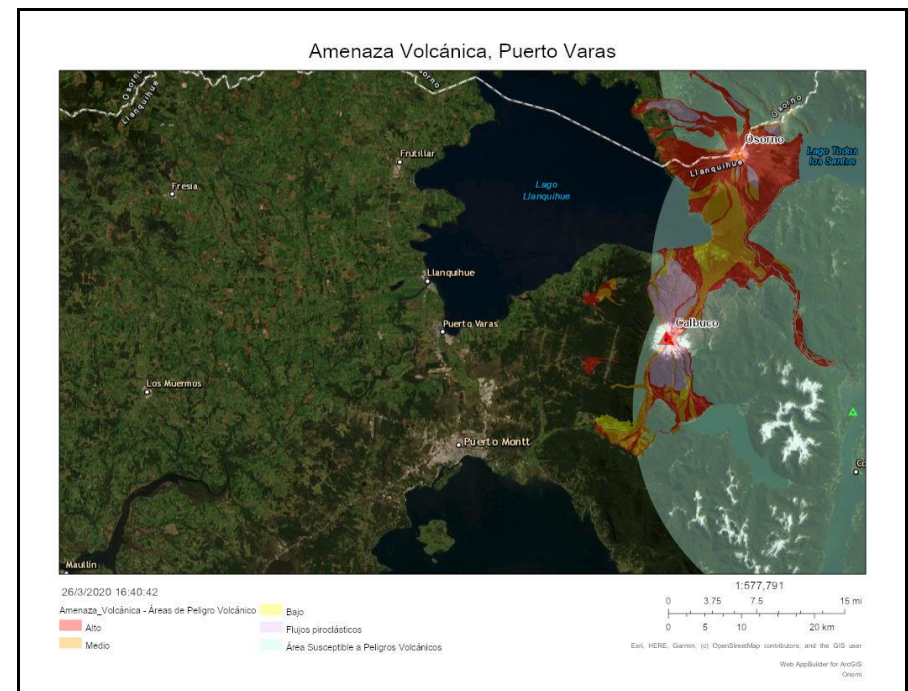 Amenaza Volcánica, Puerto Varas
Osorno
Llanquihue
Osorno
Osorno
Osorno
Llanquihue
Lago Todos
los Santos
Frutillar
Fresia
Lago
Llanquihue
Llanquihue
Puerto Varas
Calbuco
Los Muermos
Puerto Montt
Co
Maullín
26/3/2020 16:40:42
Amenaza_Volcánica - Áreas de Peligro Volcánico
Alto
Medio
Bajo
Flujos piroclásticos
Área Susceptible a Peligros Volcánicos
1:577,791
0 3.75 7.5 15 mi
0 5 10 20 km
Esri, HERE, Garmin, (c) OpenStreetMap contributors, and the GIS user
Web AppBuilder for ArcGIS
Onemi